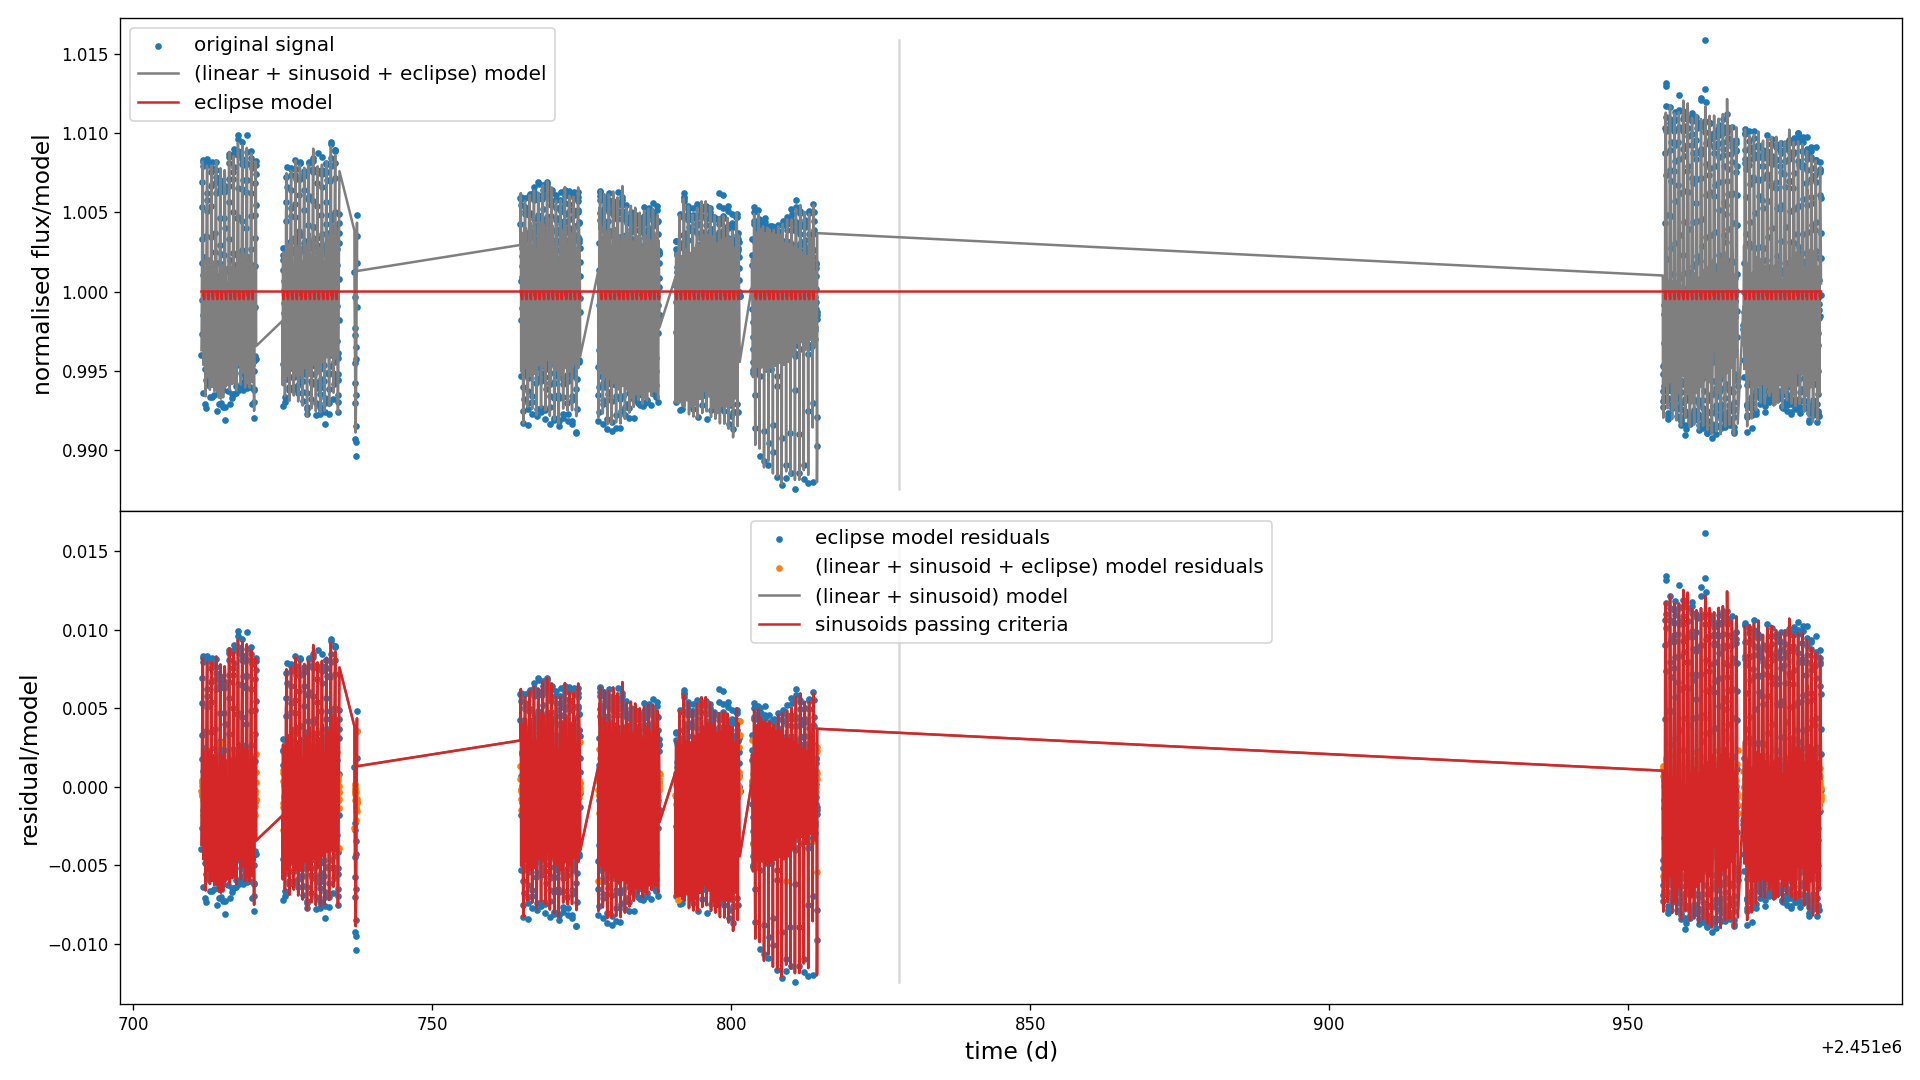 original signal
(linear + sinusoid + eclipse) model
eclipse model
normalised flux/model
1.015
1.010
1.005
1.000
0.995
0.990
eclipse model residuals
(linear + sinusoid + eclipse) model residuals
(linear + sinusoid) model
sinusoids passing criteria
residual/model
0.015
0.010
0.005
0.000
−0.005
−0.010
700 750 800 850 900 950
+2.451e6
time (d)